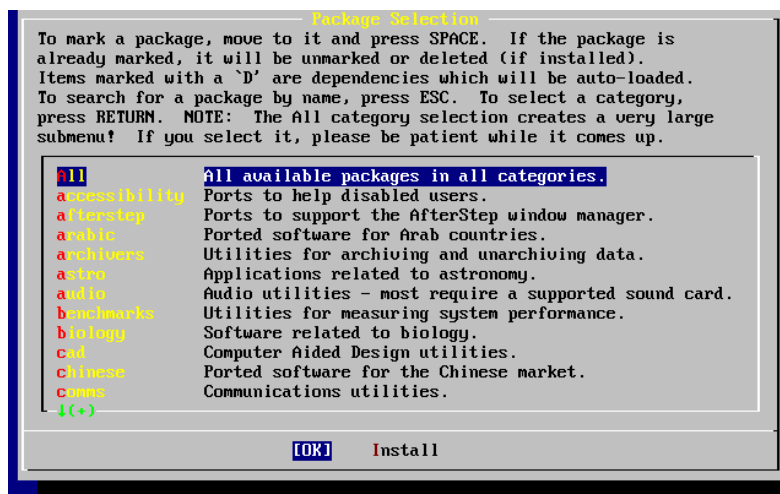 Package Selection
To mark a package, move to it and press SPACE.  If the package is
already marked, it will be unmarked or deleted (if installed).
Items marked with a `D' are dependencies which will be auto-loaded.
To search for a package by name, press ESC.  To select a category,
press RETURN.  NOTE:  The All category selection creates a very large
submenu!  If you select it, please be patient while it comes up.
All All available packages in all categories.
accessibility Ports to help disabled users.
afterstep Ports to support the AfterStep window manager.
arabic Ported software for Arab countries.
archivers Utilities for archiving and unarchiving data.
astro Applications related to astronomy.
audio Audio utilities - most require a supported sound card.
benchmarks Utilities for measuring system performance.
biology Software related to biology.
cad Computer Aided Design utilities.
chinese Ported software for the Chinese market.
comms Communications utilities.
↓(+)
[OK] Install